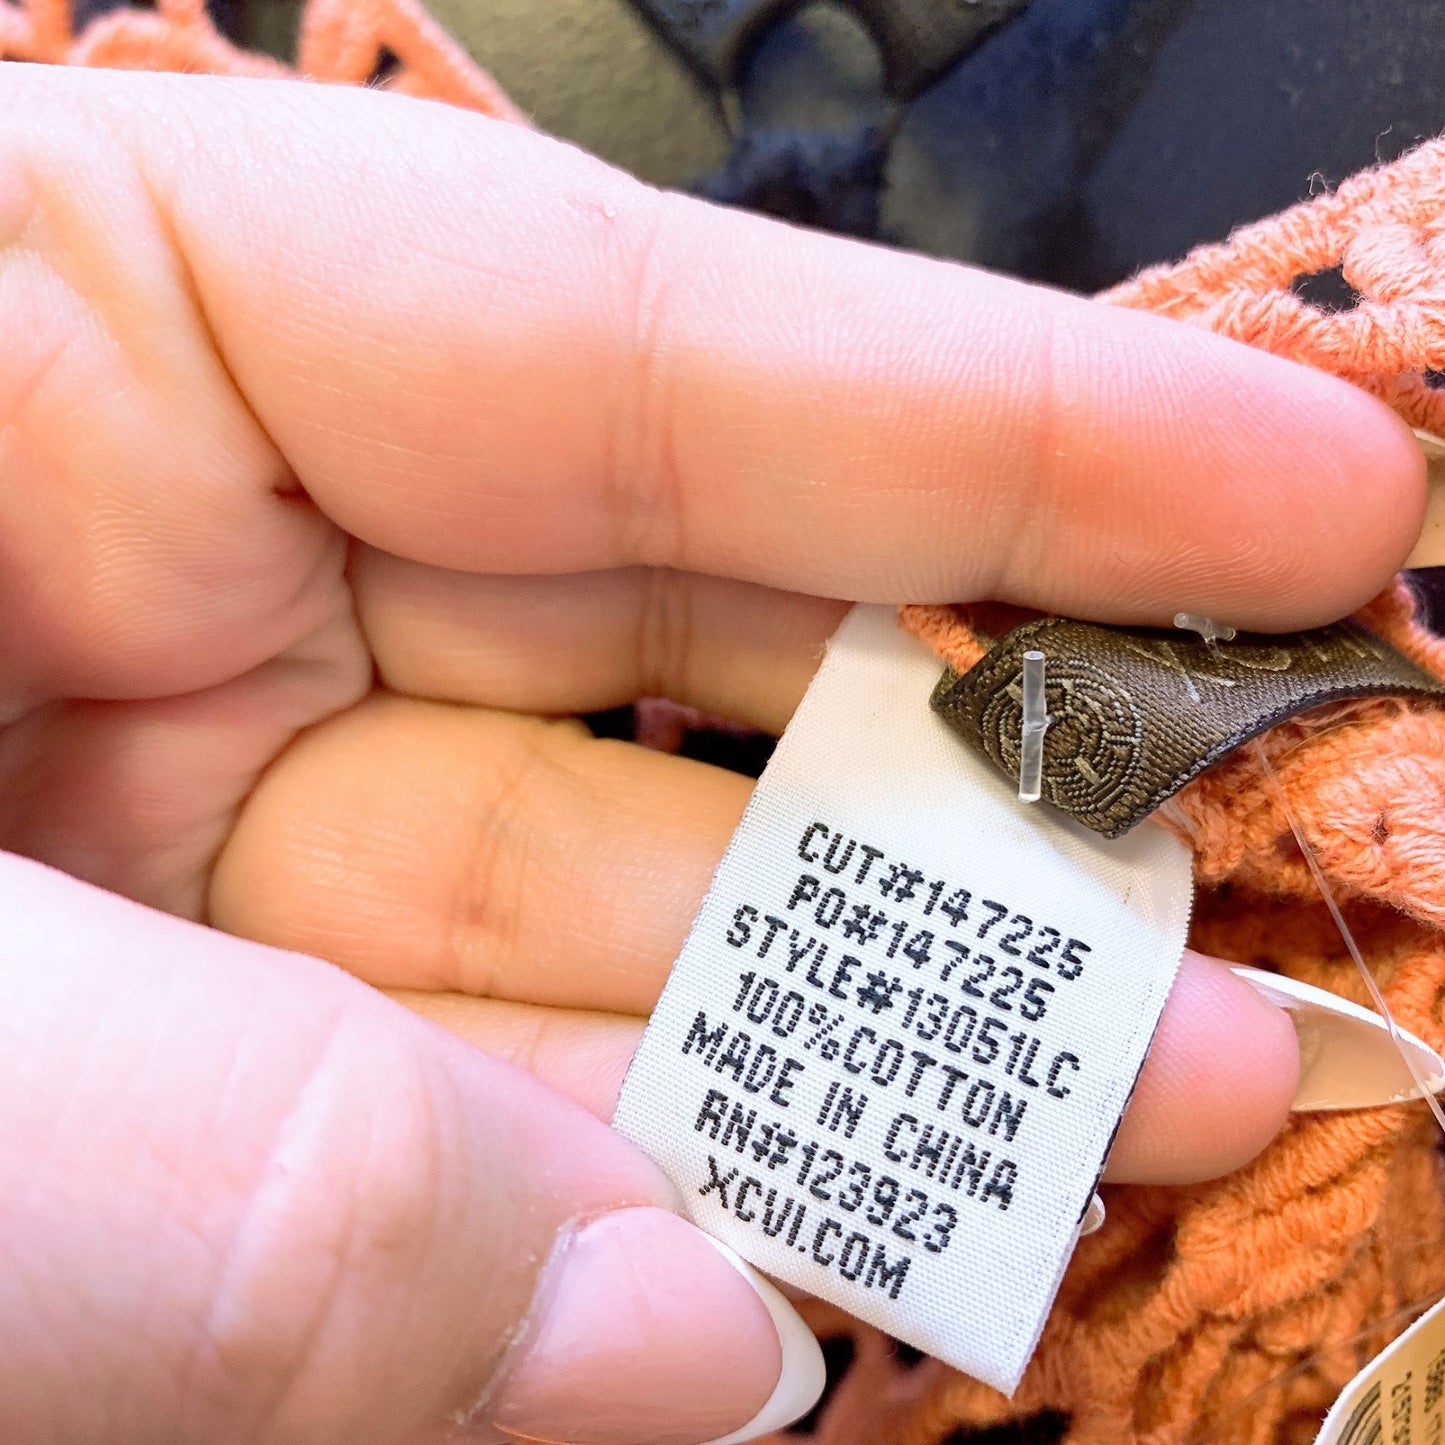 CUT#147225
PO#147225
STYLE#13051LC
100%COTTON
MADE IN CHINA
RN#123923
XCVI.COM